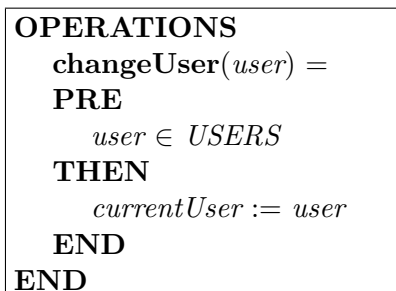 OPERATIONS
changeUser(user) =
PRE
user ∈ USERS
THEN
currentUser := user
END
END